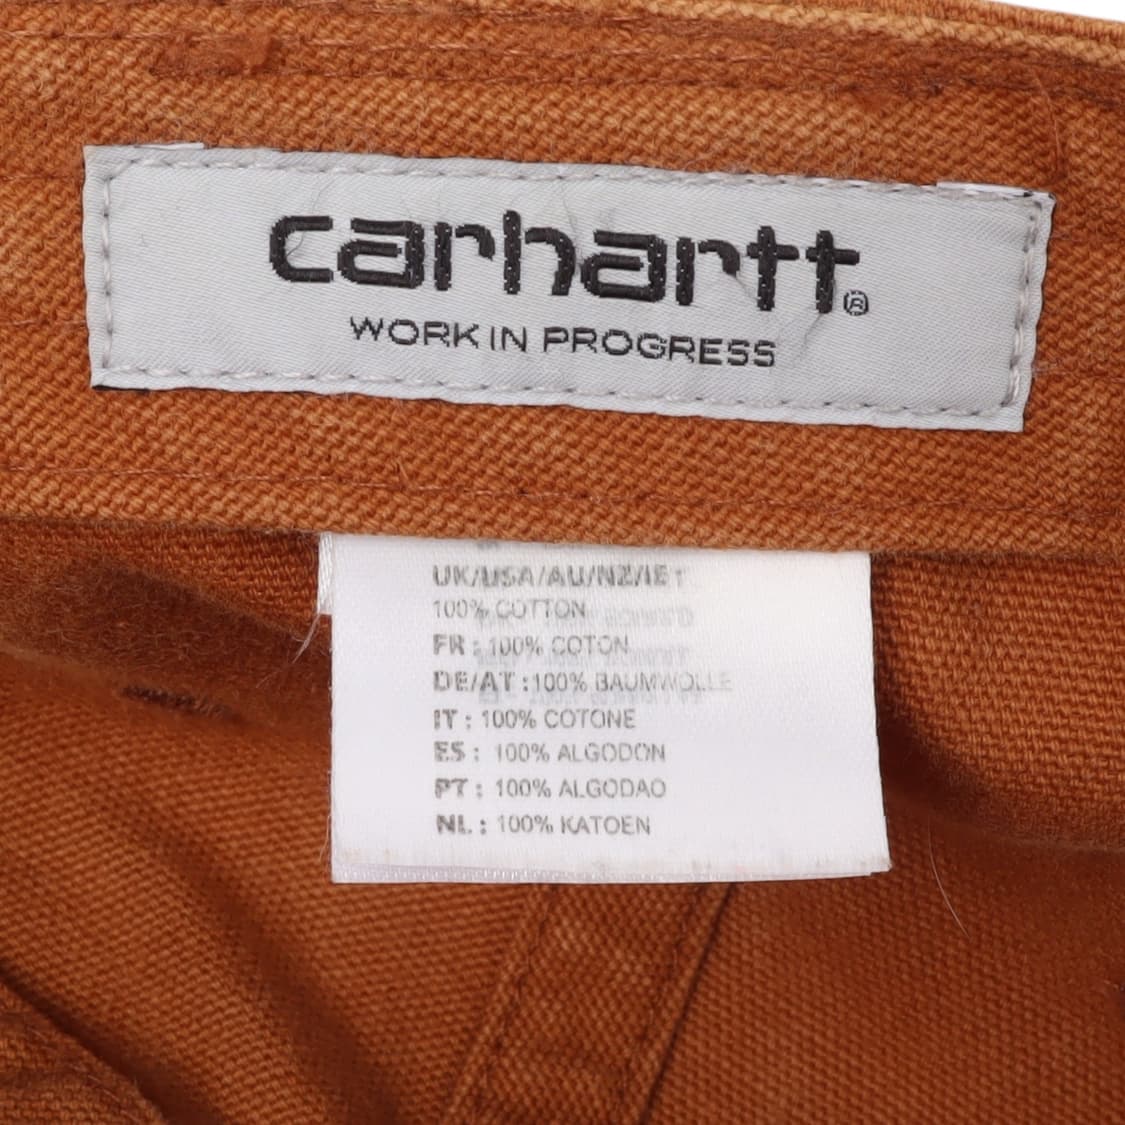 carhartt®
WORK IN PROGRESS
UK/USA/AU/NZ/IE
100% COTTON
FR : 100% COTON
DE/AT : 100% BAUMWOLLE
IT : 100% COTONE
ES : 100% ALGODON
PT : 100% ALGODAO
NL : 100% KATOEN